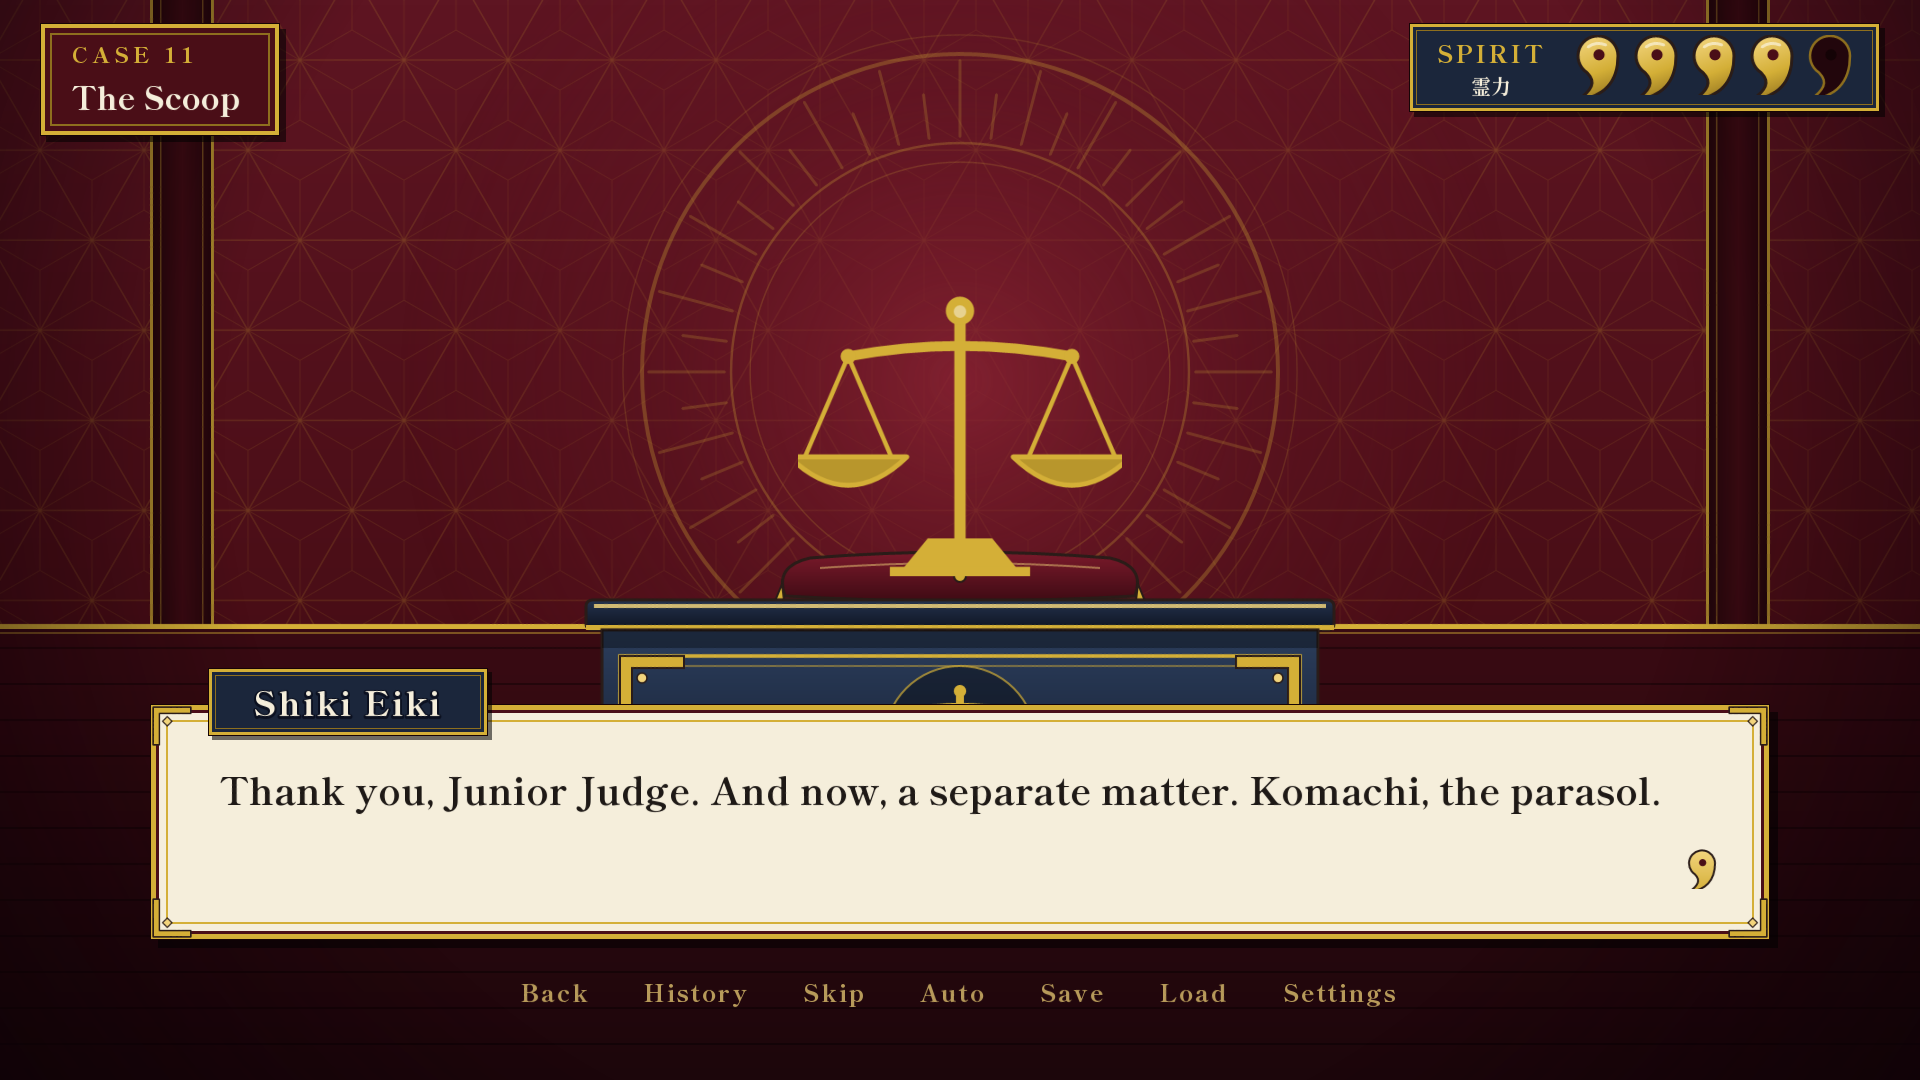 CASE 11
The Scoop
SPIRIT
霊力
Shiki Eiki
Thank you, Junior Judge. And now, a separate matter. Komachi, the parasol.
Back History Skip Auto Save Load Settings